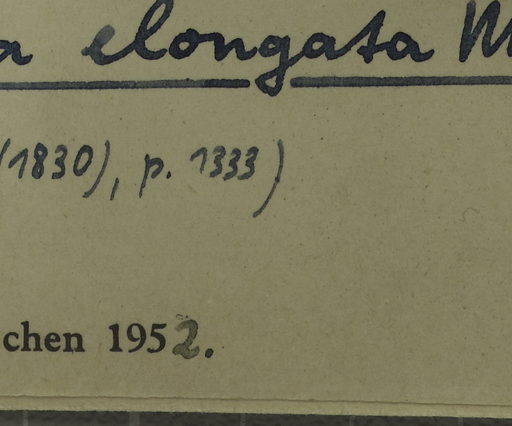 a elongata M
(1830), p. 1333)
chen 1952.